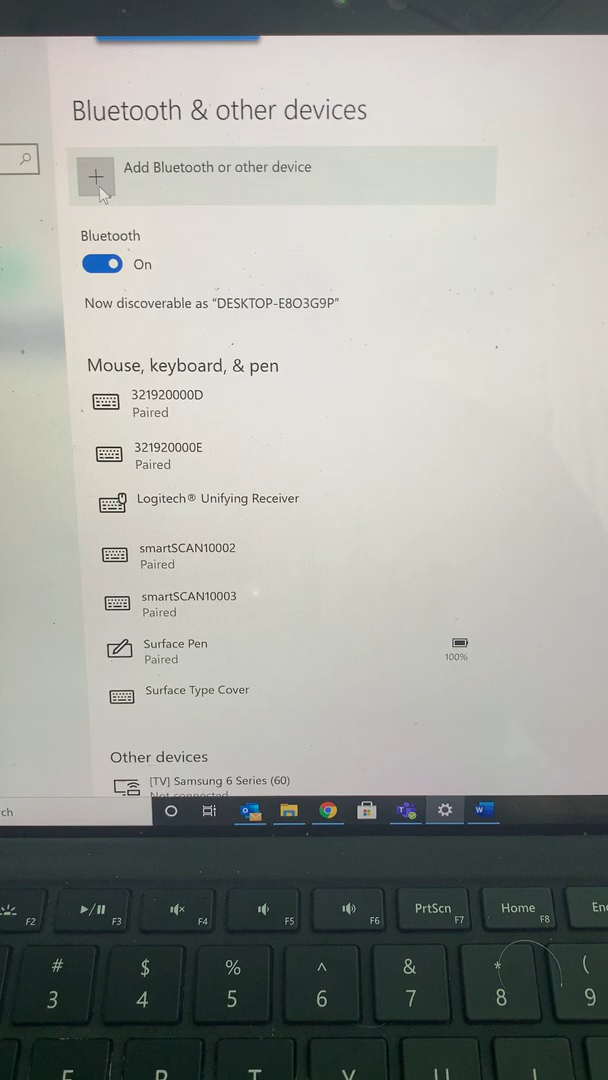 Bluetooth & other devices
Add Bluetooth or other device
Bluetooth
On
Now discoverable as "DESKTOP-E8O3G9P"
Mouse, keyboard, & pen
321920000D
Paired
321920000E
Paired
Logitech® Unifying Receiver
smartSCAN10002
Paired
smartSCAN10003
Paired
Surface Pen
Paired
100%
Surface Type Cover
Other devices
[TV] Samsung 6 Series (60)
Not connected
ch
F2 F3 F4 F5 F6 PrtScn F7 Home F8 En
# $ % ^ & * (
3 4 5 6 7 8 9